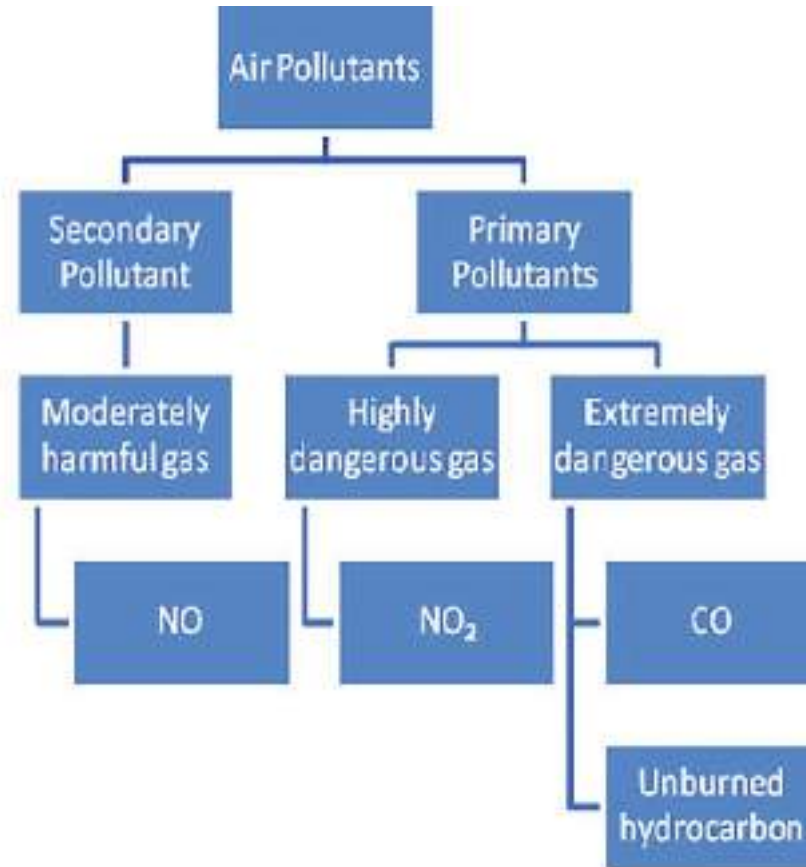 Air Pollutants
Secondary
Pollutant
Primary
Pollutants
Moderately
harmful gas
Highly
dangerous gas
Extremely
dangerous gas
NO
NO₂
CO
Unburned
hydrocarbon